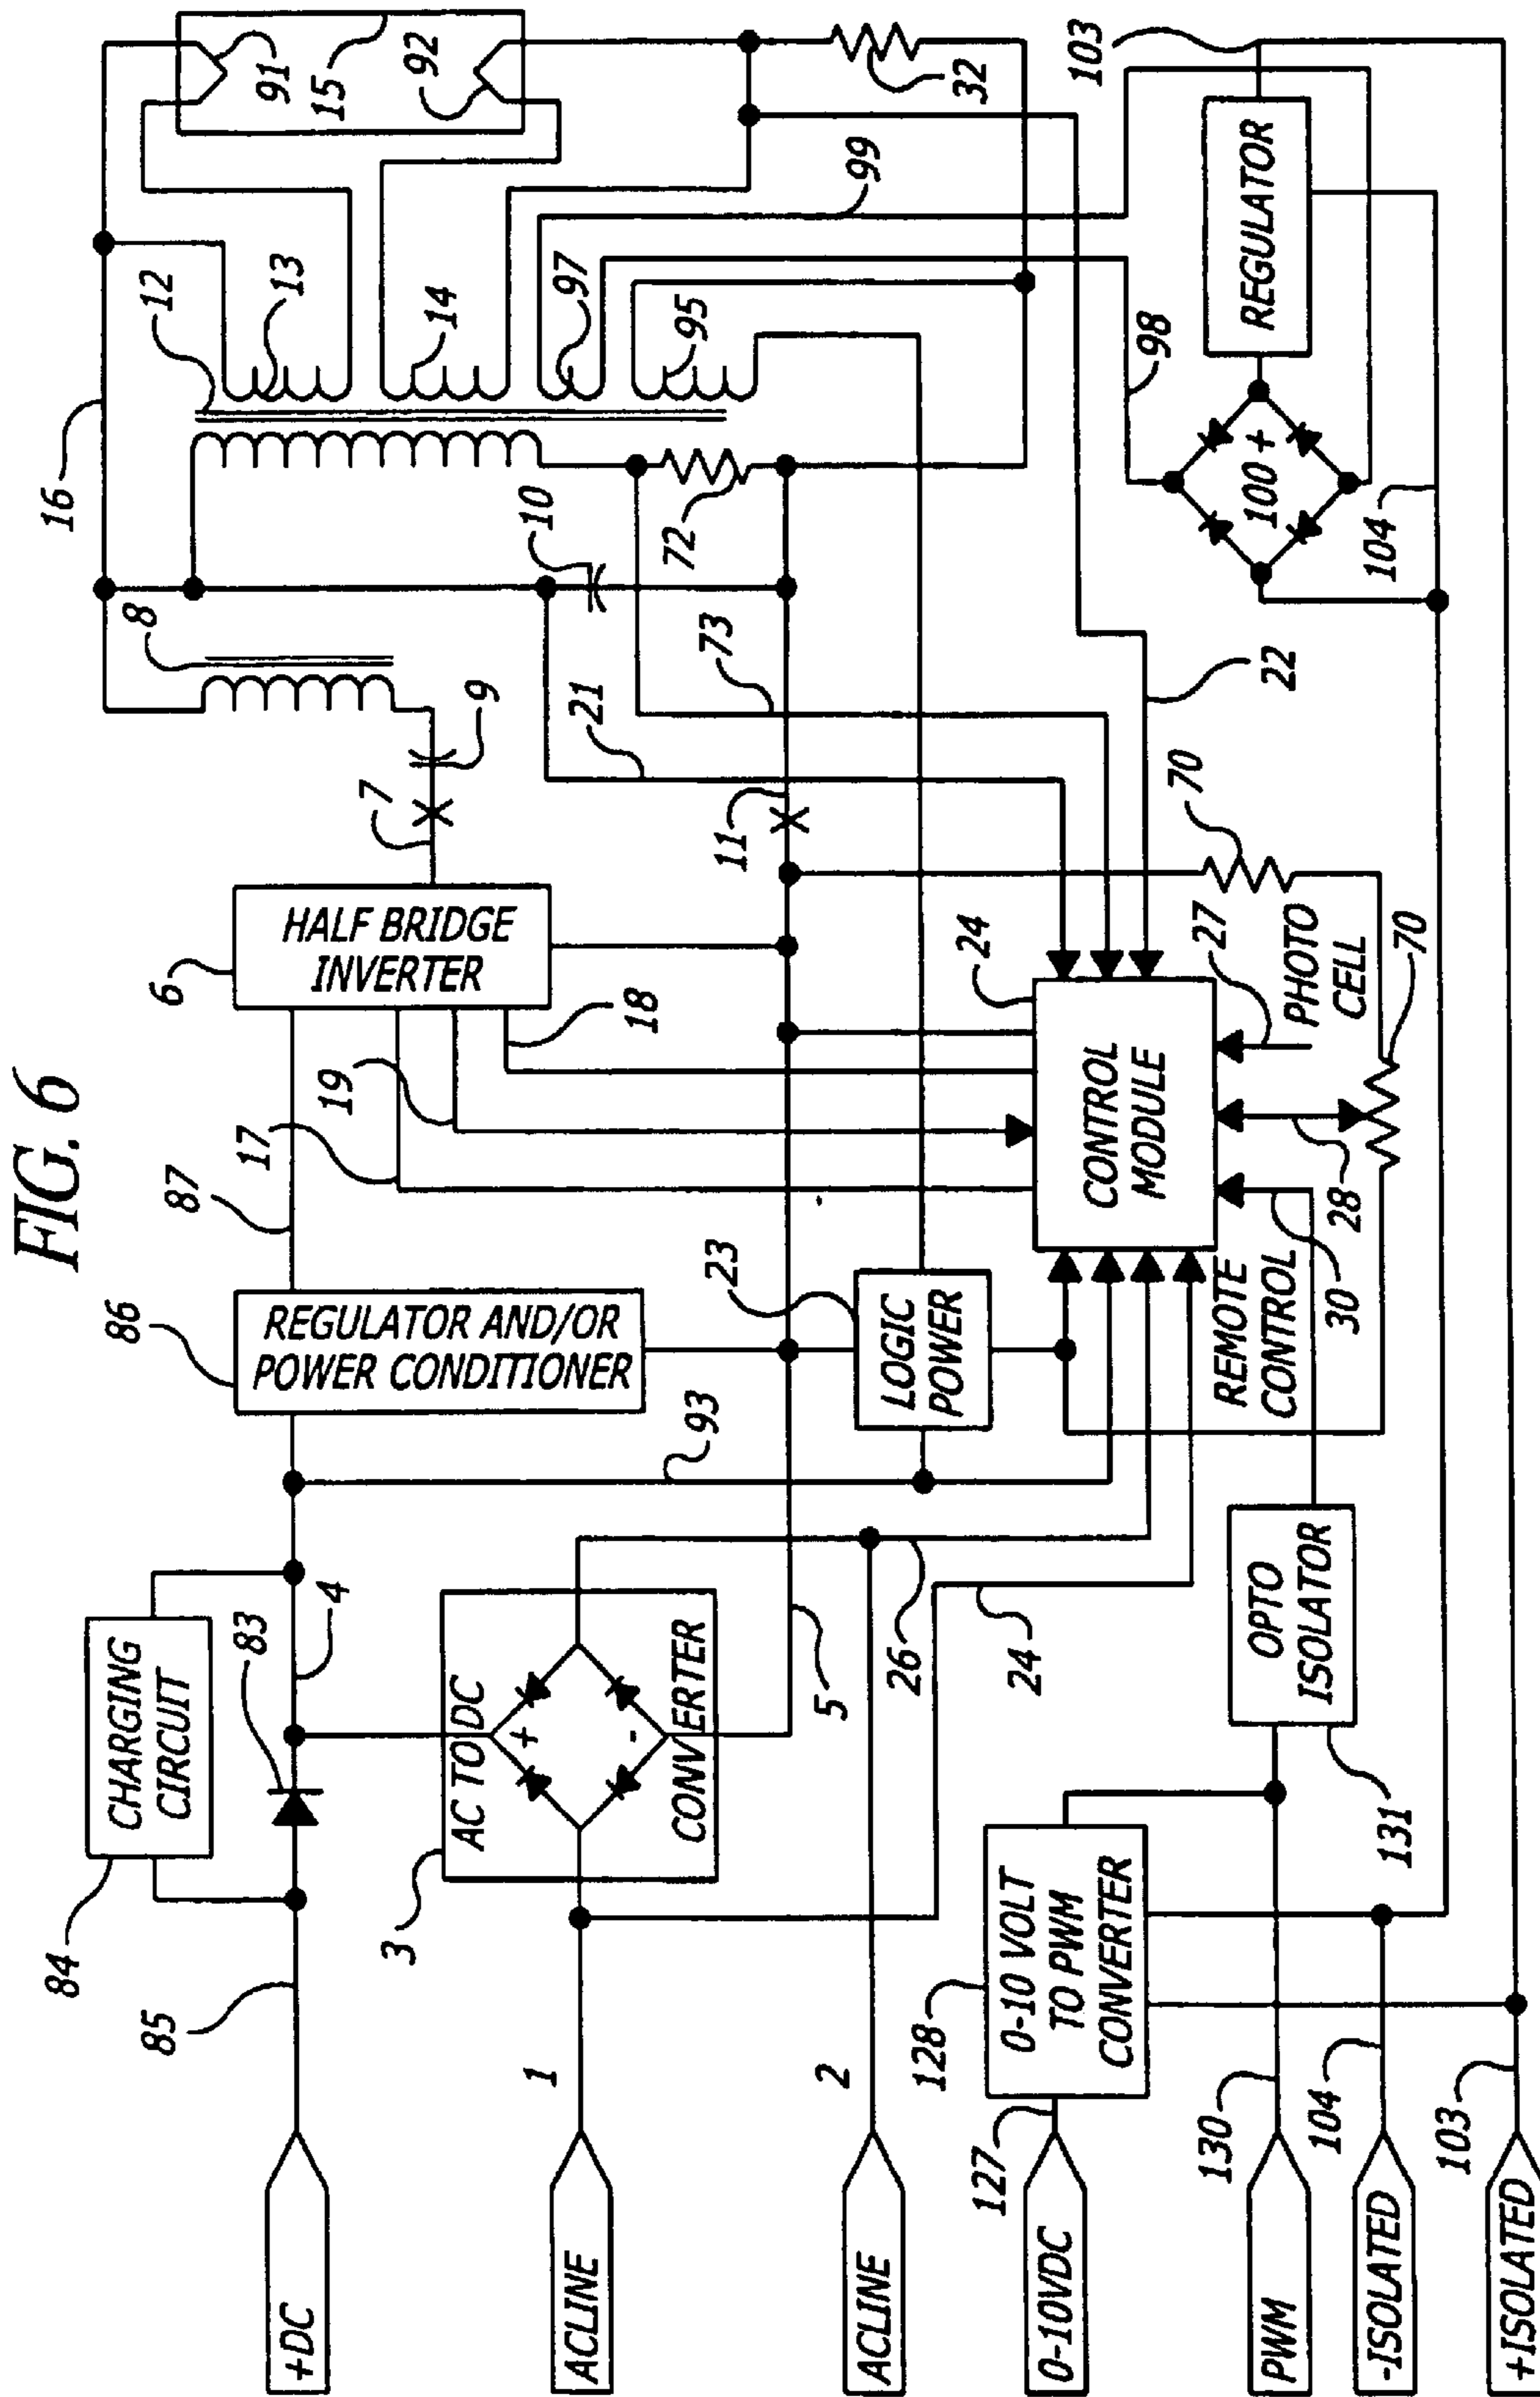 FIG. 6
84
CHARGING
CIRCUIT
85
83
4
86
REGULATOR AND/OR
POWER CONDITIONER
87
17
19
6
HALF BRIDGE
INVERTER
18
7
9
8
16
12
13
14
97
95
91
15
92
+DC
ACLINE
1
3
AC TO DC
+
-
CONVERTER
5
93
23
LOGIC
POWER
11
21
73
10
72
99
32
ACLINE
2
26
24
24
CONTROL
MODULE
22
98
103
0-10VDC
127
128
0-10 VOLT
TO PWM
CONVERTER
OPTO
ISOLATOR
131
REMOTE
CONTROL
30
28
27
PHOTO
CELL
70
70
100 +
REGULATOR
104
PWM
130
-ISOLATED
104
+ISOLATED
103